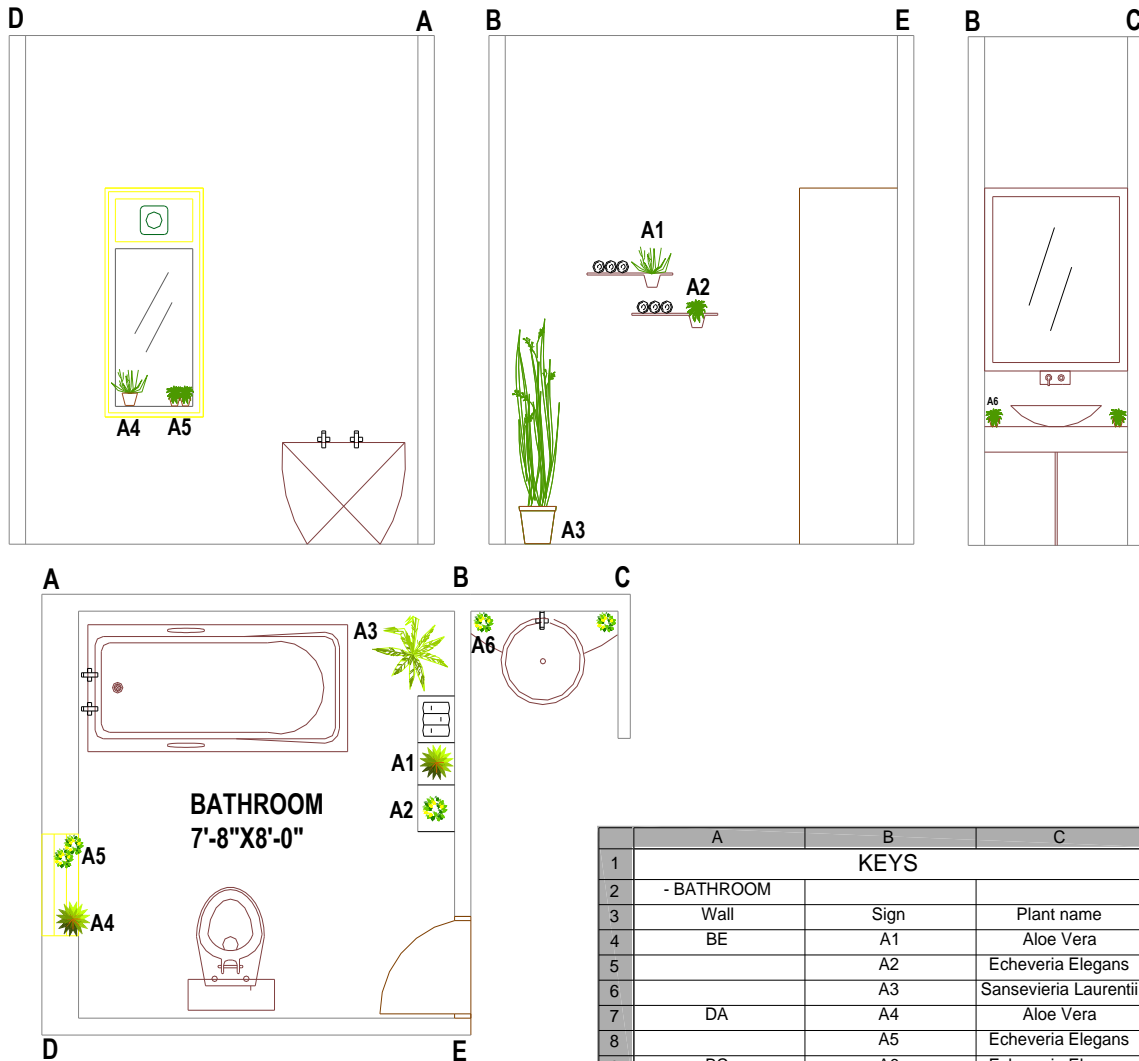 D A B E B C
A1
A2
A6
A4 A5
A3
A B C
A3
A6
A1
BATHROOM
7'-8"X8'-0"
A2
A5
A4
D E
A B C
1 KEYS
2 - BATHROOM
3 Wall Sign Plant name
4 BE A1 Aloe Vera
5 A2 Echeveria Elegans
6 A3 Sansevieria Laurentii
7 DA A4 Aloe Vera
8 A5 Echeveria Elegans